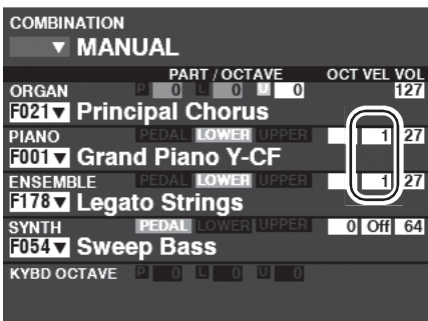 COMBINATION
▼ MANUAL
PART / OCTAVE OCT VEL VOL
ORGAN P 0 L 0 U 0 127
F021▼ Principal Chorus
PIANO PEDAL LOWER UPPER 1 27
F001▼ Grand Piano Y-CF
ENSEMBLE PEDAL LOWER UPPER 1 27
F178▼ Legato Strings
SYNTH PEDAL LOWER UPPER 0 Off 64
F054▼ Sweep Bass
KYBD OCTAVE P 0 L 0 U 0